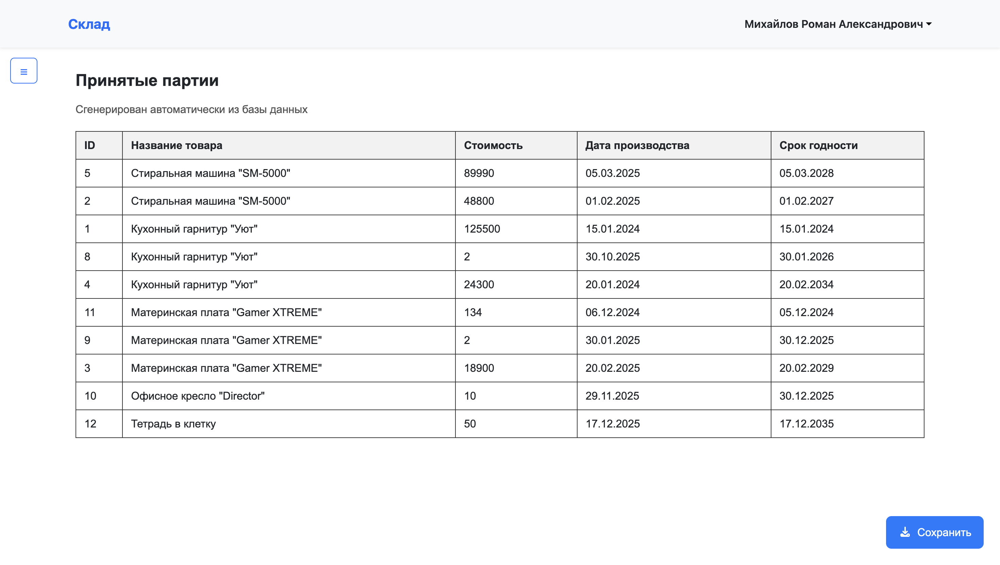 Склад
Михайлов Роман Александрович
Принятые партии
Сгенерирован автоматически из базы данных
ID Название товара Стоимость Дата производства Срок годности
5 Стиральная машина "SM-5000" 89990 05.03.2025 05.03.2028
2 Стиральная машина "SM-5000" 48800 01.02.2025 01.02.2027
1 Кухонный гарнитур "Уют" 125500 15.01.2024 15.01.2024
8 Кухонный гарнитур "Уют" 2 30.10.2025 30.01.2026
4 Кухонный гарнитур "Уют" 24300 20.01.2024 20.02.2034
11 Материнская плата "Gamer XTREME" 134 06.12.2024 05.12.2024
9 Материнская плата "Gamer XTREME" 2 30.01.2025 30.12.2025
3 Материнская плата "Gamer XTREME" 18900 20.02.2025 20.02.2029
10 Офисное кресло "Director" 10 29.11.2025 30.12.2025
12 Тетрадь в клетку 50 17.12.2025 17.12.2035
Сохранить